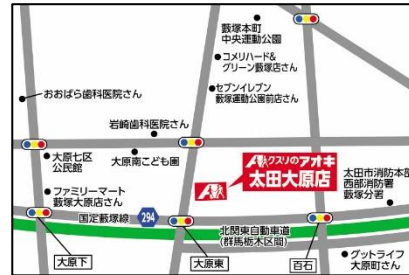 藪塚本町
中央運動公園
コメリハード&
グリーン藪塚店さん
セブンイレブン
藪塚運動公園前店さん
おおばら歯科医院さん
岩崎歯科医院さん
大原七区
公民館
大原南こども園
クスリのアオキ
太田大原店
ファミリーマート
藪塚大原店さん
太田市消防本部
西部消防署
藪塚分署
国定藪塚線
294
北関東自動車道
(群馬栃木区間)
大原下
大原東
百石
グットライフ
大原町さん